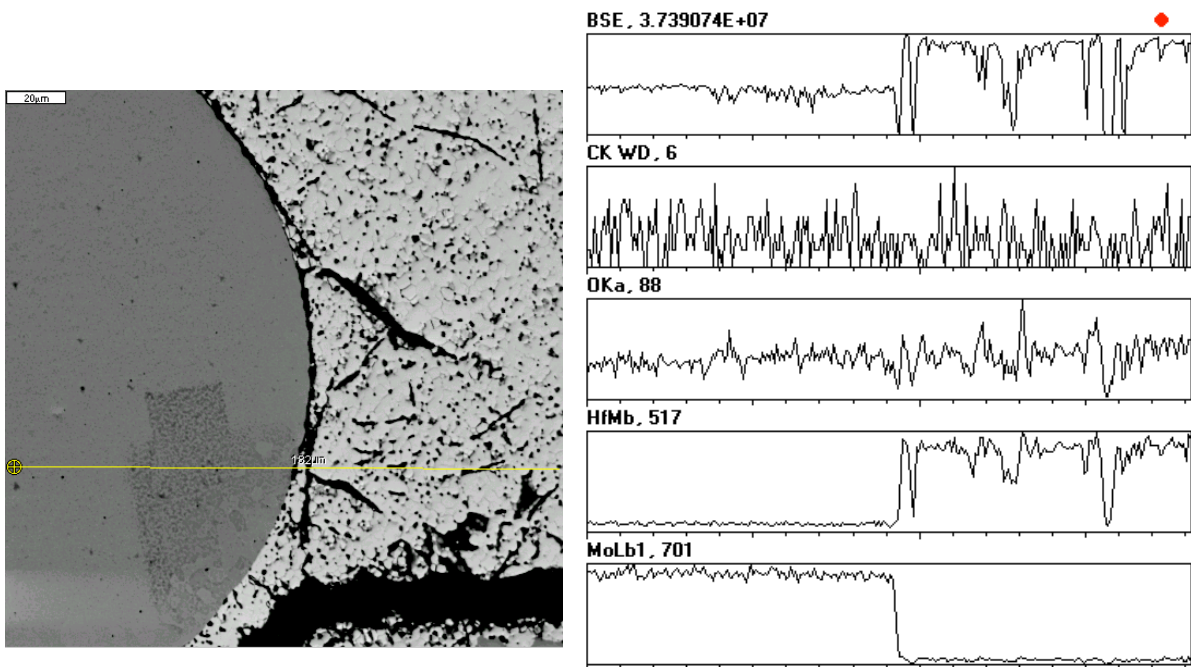 20µm
182µm
BSE, 3.739074E+07
CK WD, 6
OKa, 88
HfMb, 517
MoLb1, 701